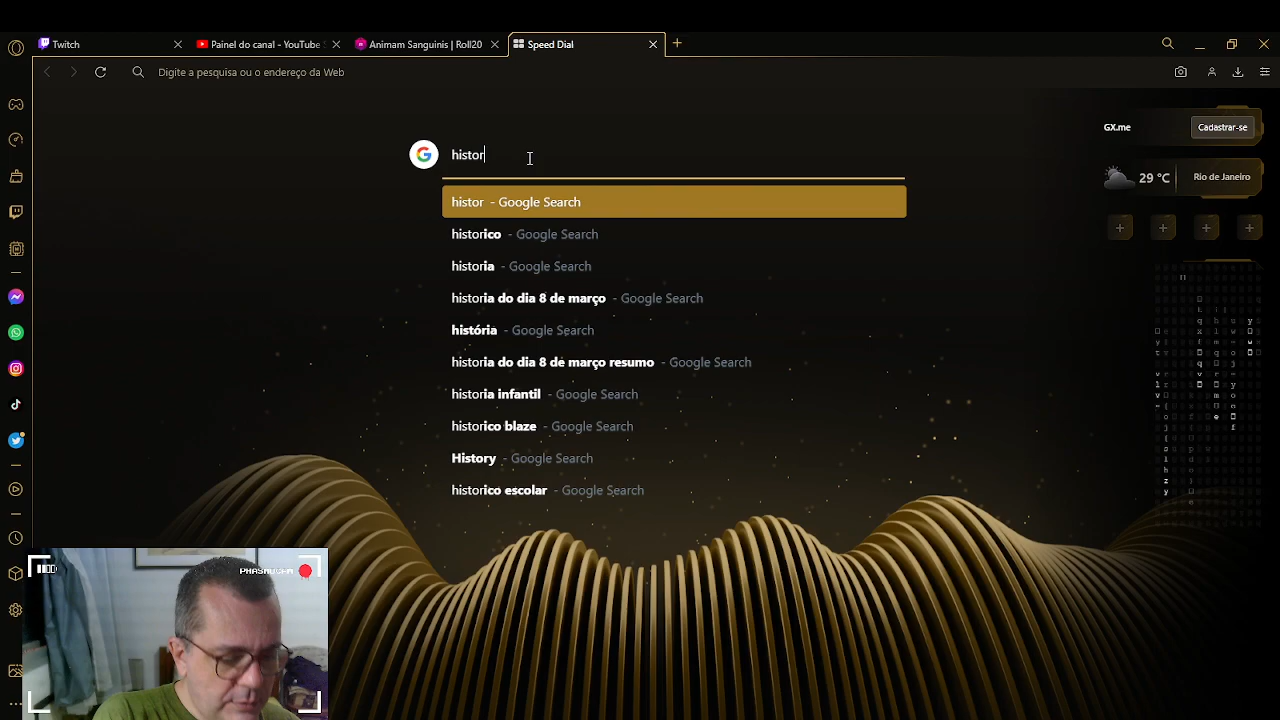 Twitch
Painel do canal - YouTube S
Animam Sanguinis | Roll20
Speed Dial
Digite a pesquisa ou o endereço da Web
GX.me
Cadastrar-se
histor
29 °C
Rio de Janeiro
histor - Google Search
historico - Google Search
historia - Google Search
historia do dia 8 de março - Google Search
história - Google Search
historia do dia 8 de março resumo - Google Search
historia infantil - Google Search
historico blaze - Google Search
History - Google Search
historico escolar - Google Search